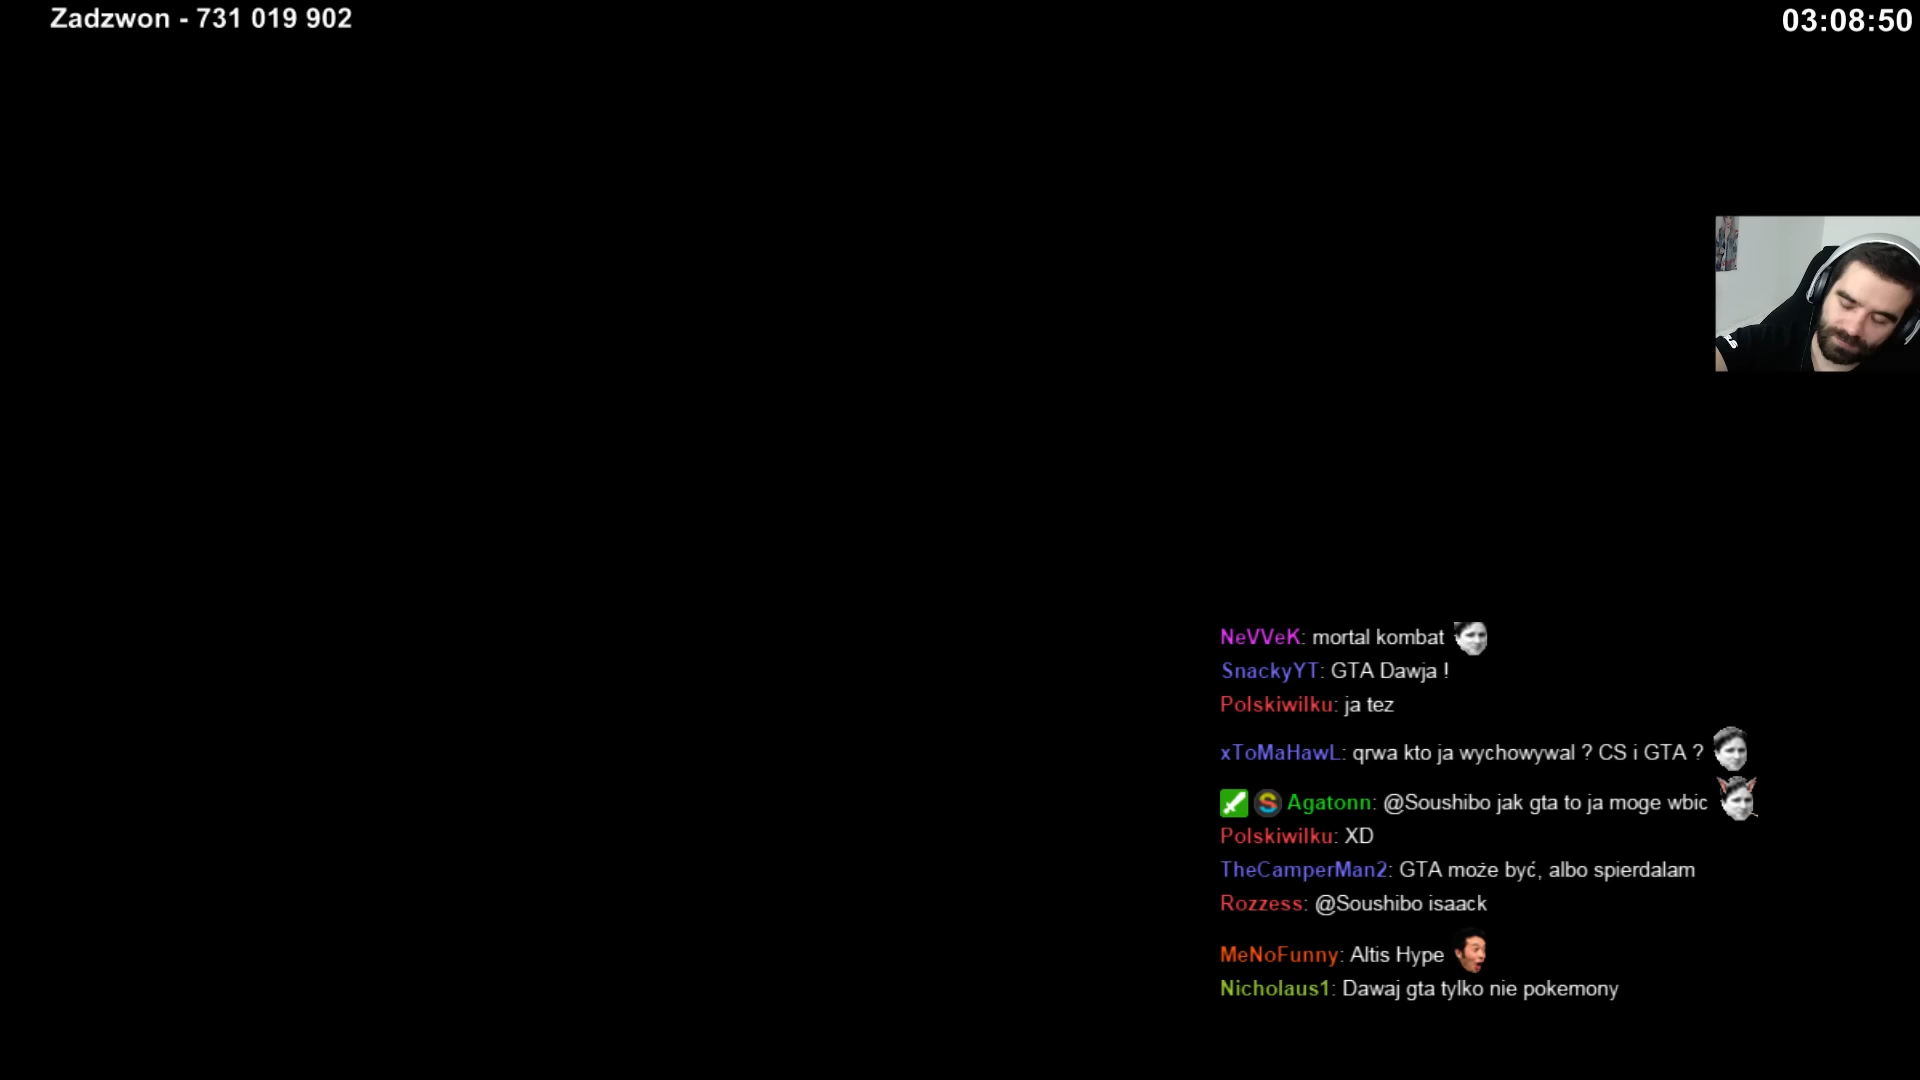 Zadzwon - 731 019 902
03:08:50
NeVVeK: mortal kombat
SnackyYT: GTA Dawja !
Polskiwilku: ja tez
xToMaHawL: qrwa kto ja wychowywal ? CS i GTA ?
Agatonn: @Soushibo jak gta to ja moge wbic
Polskiwilku: XD
TheCamperMan2: GTA może być, albo spierdalam
Rozzess: @Soushibo isaack
MeNoFunny: Altis Hype
Nicholaus1: Dawaj gta tylko nie pokemony